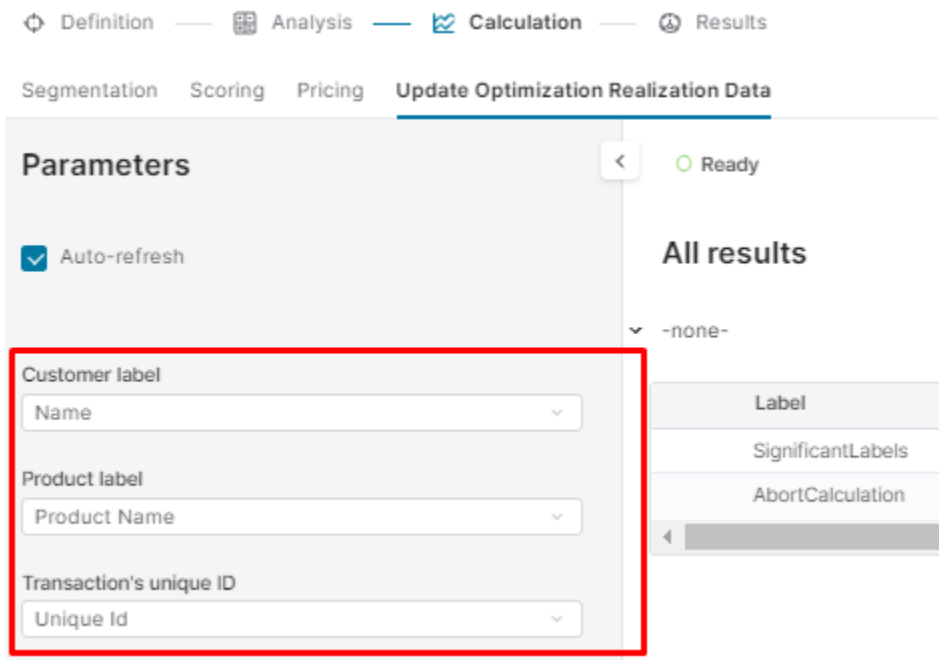 Definition Analysis Calculation Results
Segmentation Scoring Pricing Update Optimization Realization Data
Parameters
Auto-refresh
Customer label
Name
Product label
Product Name
Transaction's unique ID
Unique Id
Ready
All results
-none-
Label
SignificantLabels
AbortCalculation